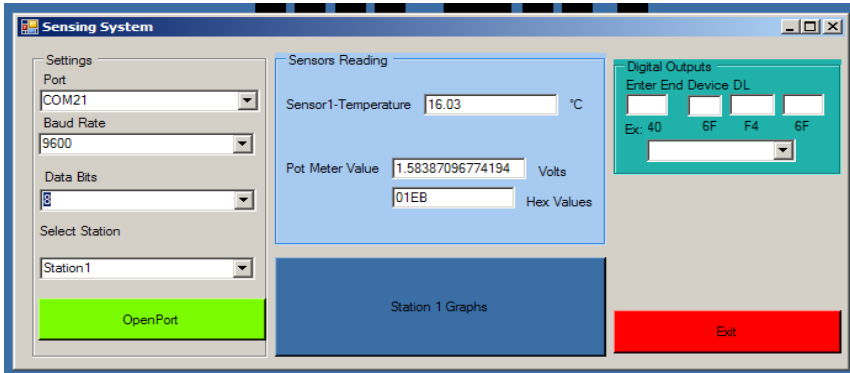 Sensing System
Settings
Port
COM21
Baud Rate
9600
Data Bits
8
Select Station
Station1
OpenPort
Sensors Reading
Sensor1-Temperature 16.03 °C
Pot Meter Value 1.58387096774194 Volts
01EB Hex Values
Station 1 Graphs
Digital Outputs
Enter End Device DL
Ex: 40 6F F4 6F
Exit